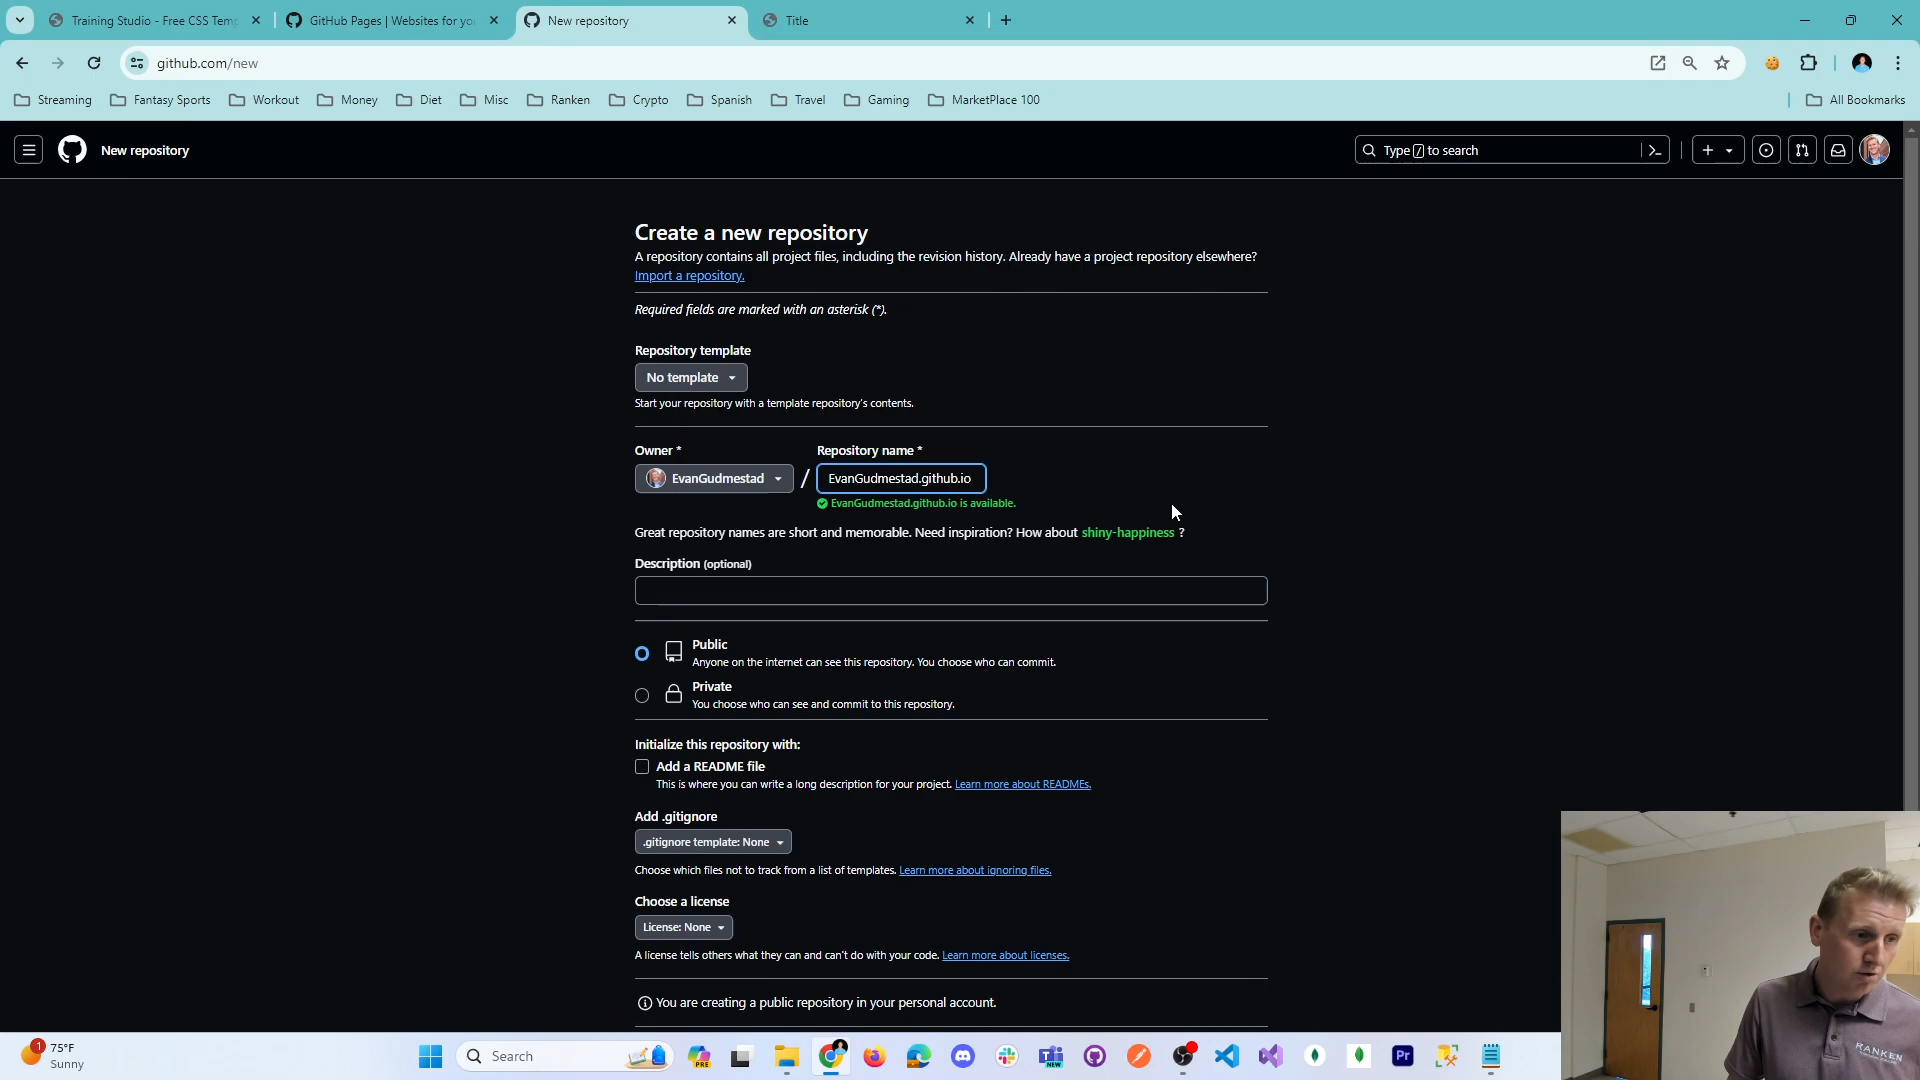 Training Studio - Free CSS Temp
GitHub Pages | Websites for you
New repository
Title
github.com/new
Streaming
Fantasy Sports
Workout
Money
Diet
Misc
Ranken
Crypto
Spanish
Travel
Gaming
MarketPlace 100
All Bookmarks
New repository
Type / to search
Create a new repository
A repository contains all project files, including the revision history. Already have a project repository elsewhere?
Import a repository.
Required fields are marked with an asterisk (*).
Repository template
No template
Start your repository with a template repository's contents.
Owner *
Repository name *
EvanGudmestad
/
EvanGudmestad.github.io
EvanGudmestad.github.io is available.
Great repository names are short and memorable. Need inspiration? How about shiny-happiness ?
Description (optional)
Public
Anyone on the internet can see this repository. You choose who can commit.
Private
You choose who can see and commit to this repository.
Initialize this repository with:
Add a README file
This is where you can write a long description for your project. Learn more about READMEs.
Add .gitignore
.gitignore template: None
Choose which files not to track from a list of templates. Learn more about ignoring files.
Choose a license
License: None
A license tells others what they can and can't do with your code. Learn more about licenses.
You are creating a public repository in your personal account.
RANKEN
1
75°F
Sunny
Search
PRE
NEW
Pr